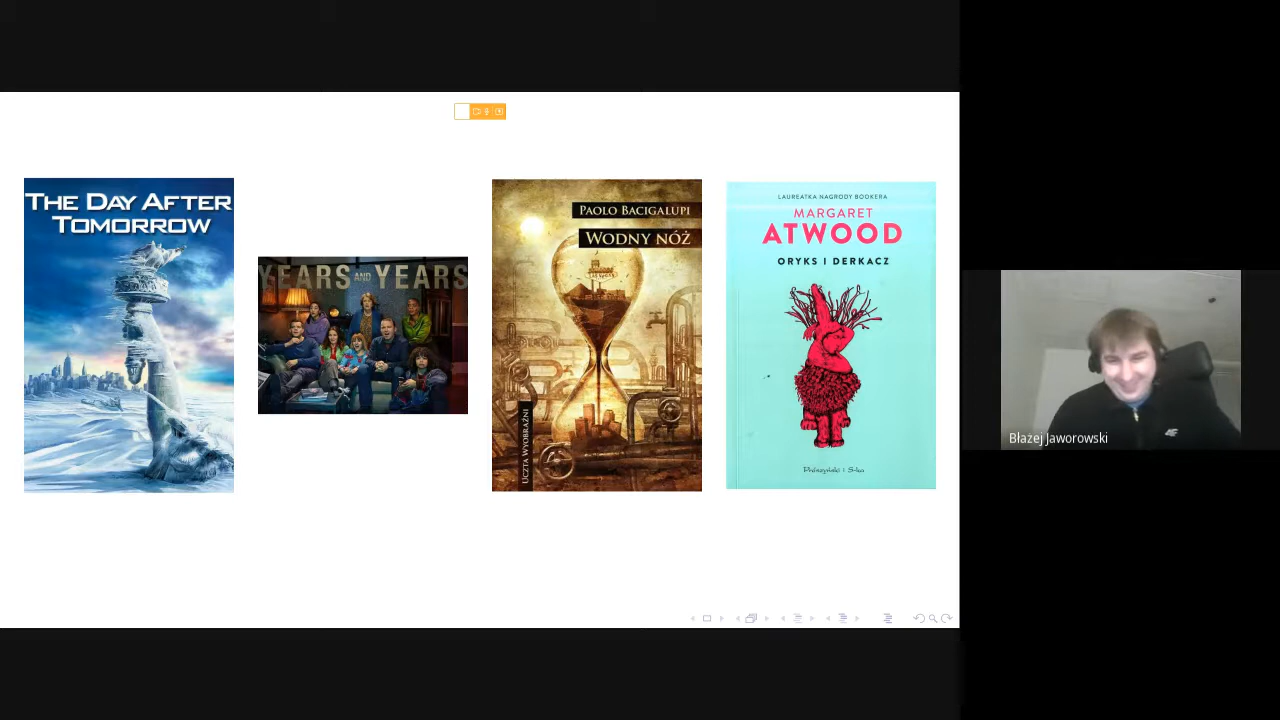 THE DAY AFTER
TOMORROW
YEARS AND YEARS
PAOLO BACIGALUPI
WODNY NÓŻ
UCZTA WYOBRAŹNI
LAUREATKA NAGRODY BOOKERA
MARGARET
ATWOOD
ORYKS I DERKACZ
Prószyński i S-ka
Błażej Jaworowski